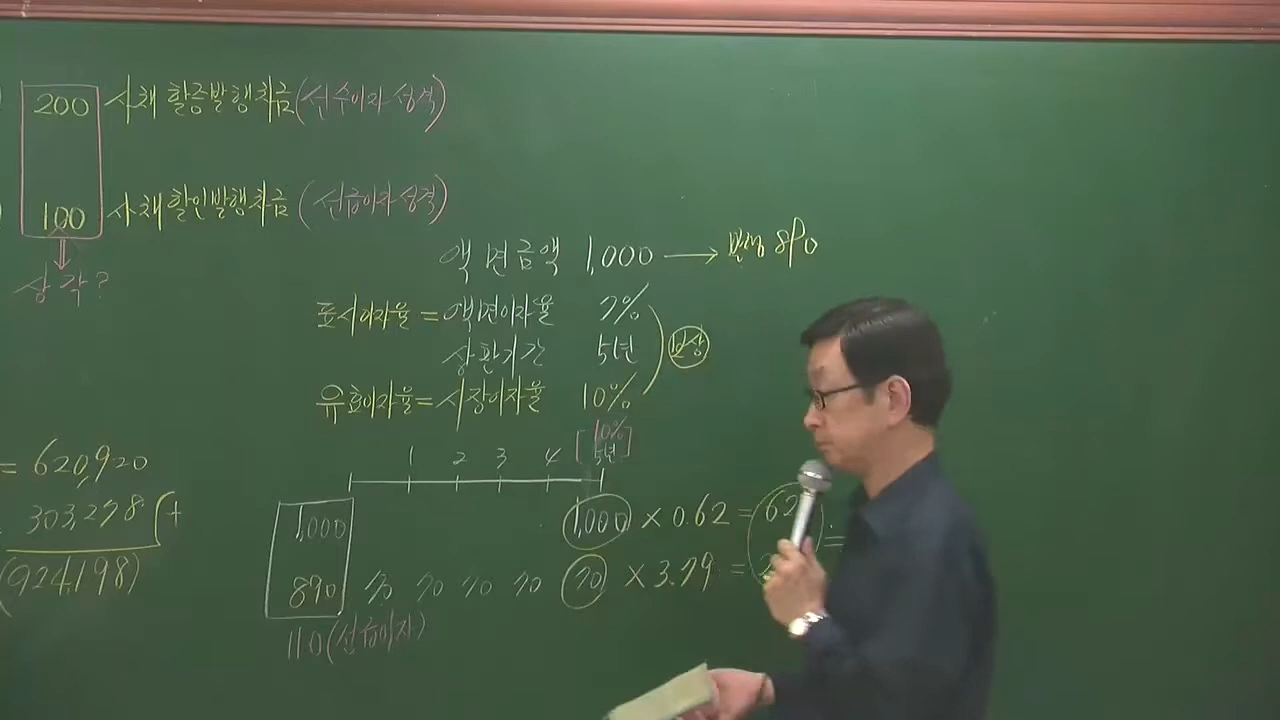 200 사채 할증발행차금(선수이자 성격)
100 사채 할인발행차금 (선급이자 성격)
상각?
액면금액 1,000 → 발행 890
표시이자율 = 액면이자율 7%
상환기간 5년
보상
유효이자율 = 시장이자율 10%
[10% 5년]
1 2 3 4
= 620,920
303,278 (+
(924,198)
1,000
1,000 × 0.62 = 62
890 70 70 70 70 70 × 3.79 = 2
=
110(선급이자)